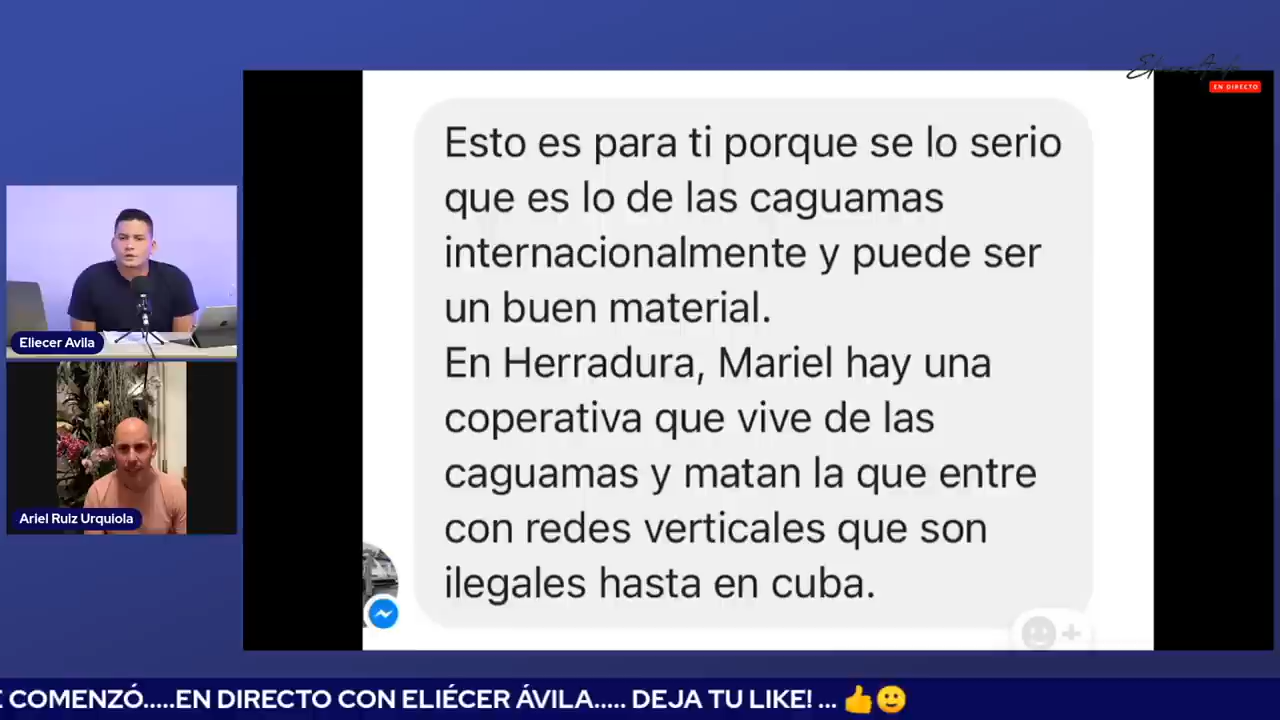 EN DIRECTO
Esto es para ti porque se lo serio
que es lo de las caguamas
internacionalmente y puede ser
un buen material.
En Herradura, Mariel hay una
coperativa que vive de las
caguamas y matan la que entre
con redes verticales que son
ilegales hasta en cuba.
Eliecer Avila
Ariel Ruiz Urquiola
COMENZÓ.....EN DIRECTO CON ELIÉCER ÁVILA..... DEJA TU LIKE! ... 👍🙂